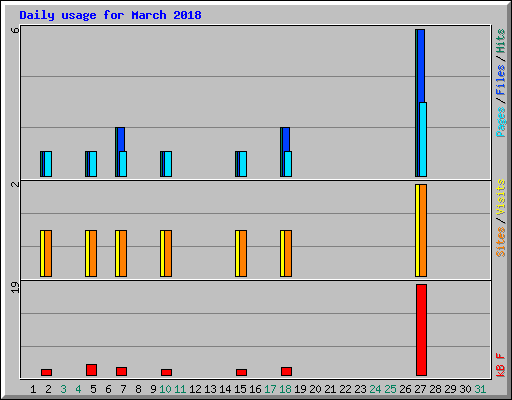 Daily usage for March 2018
6
2
19
Pages / Files / Hits
Sites / Visits
kB F
1 2 3 4 5 6 7 8 9 10 11 12 13 14 15 16 17 18 19 20 21 22 23 24 25 26 27 28 29 30 31